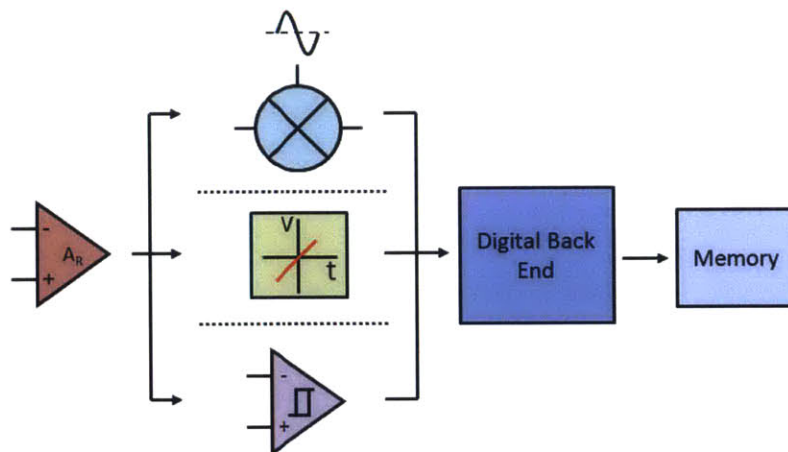 -
A_R
+
V
t
-
+
Digital Back
End
Memory